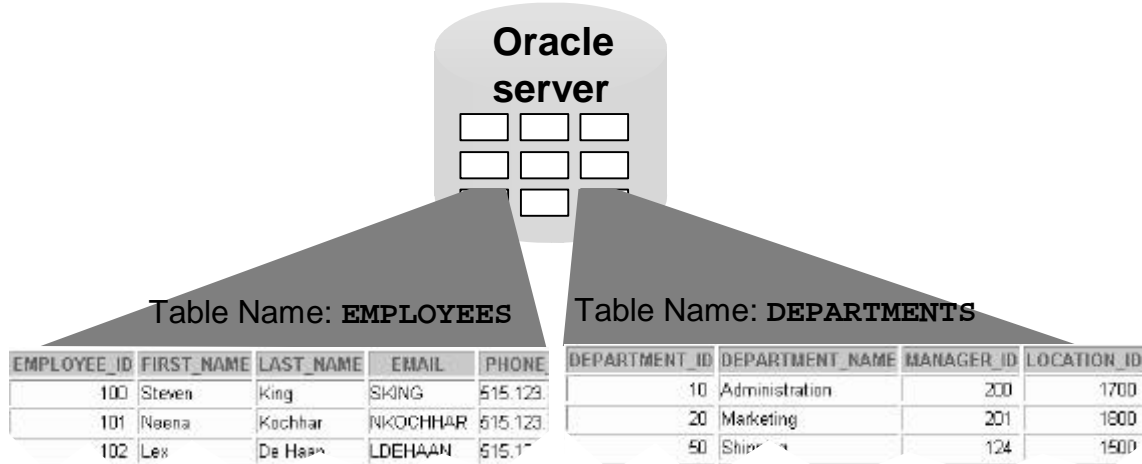 Oracle
server
Table Name: EMPLOYEES
Table Name: DEPARTMENTS
EMPLOYEE_ID FIRST_NAME LAST_NAME EMAIL PHONE_
100 Steven King SKING 515.123.
101 Neena Kochhar NKOCHHAR 515.123.
102 Lex De Haan LDEHAAN
DEPARTMENT_ID DEPARTMENT_NAME MANAGER_ID LOCATION_ID
10 Administration 200 1700
20 Marketing 201 1800
50 124 1500